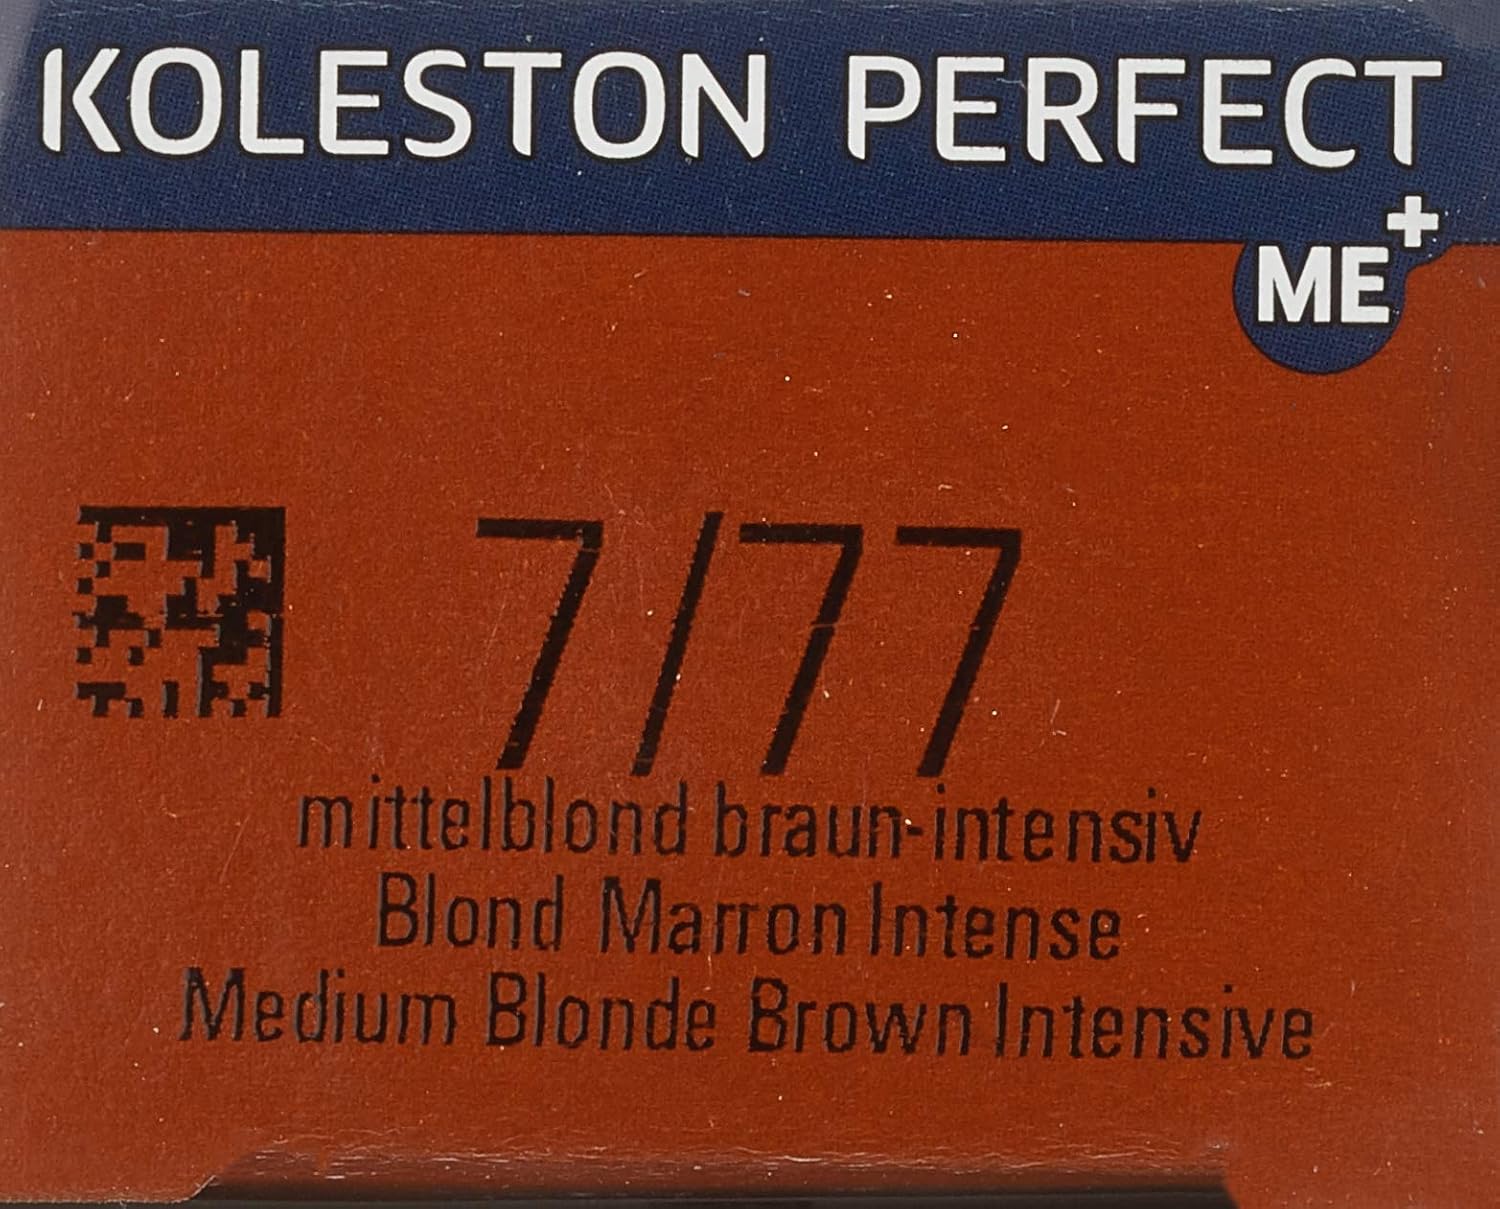 KOLESTON PERFECT
ME+
7/77
mittelblond braun-intensiv
Blond Marron Intense
Medium Blonde Brown Intensive